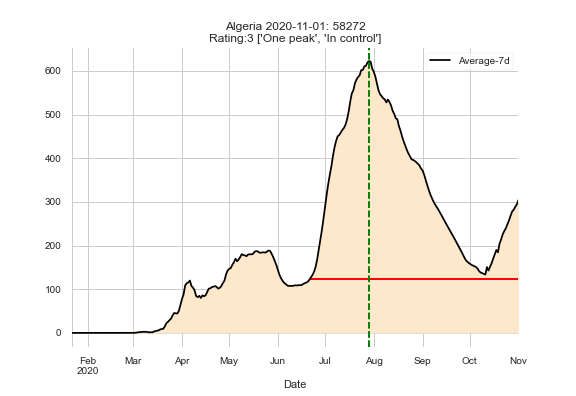 Algeria 2020-11-01: 58272
Rating:3 ['One peak', 'In control']
Average-7d
600
500
400
300
200
100
0
Feb Mar Apr May Jun Jul Aug Sep Oct Nov
2020
Date